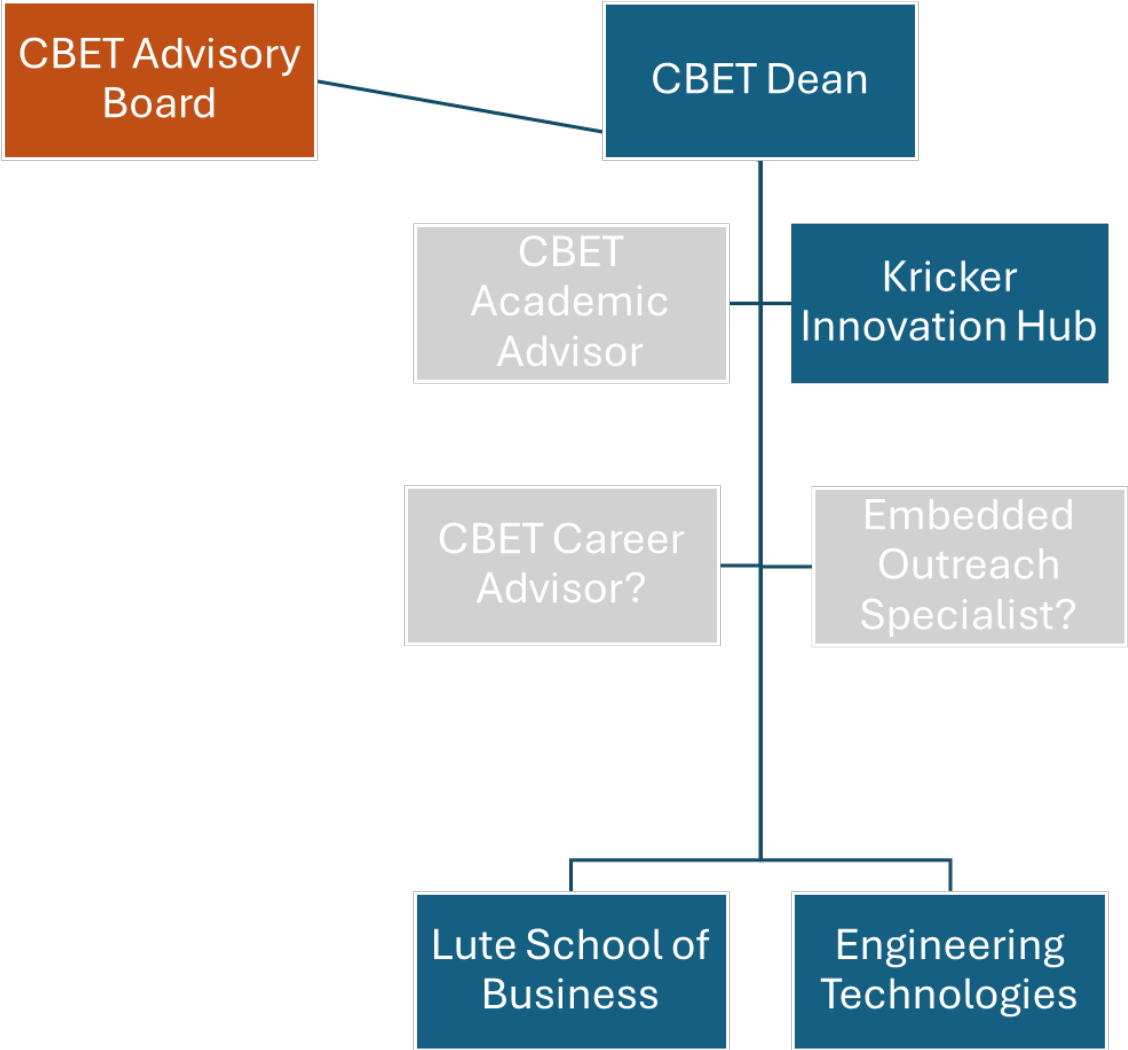 CBET Advisory
Board
CBET Dean
CBET
Academic
Advisor
Kricker
Innovation Hub
CBET Career
Advisor?
Embedded
Outreach
Specialist?
Lute School of
Business
Engineering
Technologies